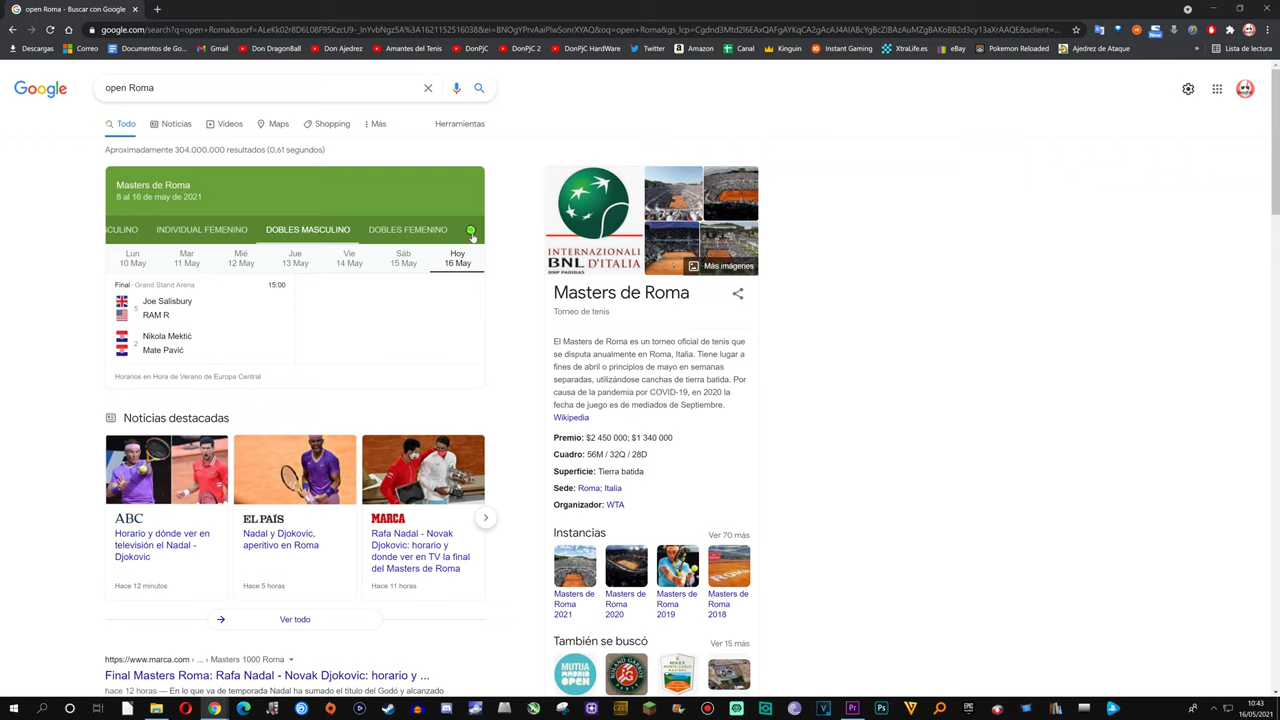 open Roma - Buscar con Google
google.com/search?q=open+Roma&sxsrf=ALeKk02r8D6L08F95KzcU9-_InYvbNgz5A%3A1621152516038&ei=
Descargas
Correo
Documentos de Go...
Gmail
Don DragonBall
Don Ajedrez
Amantes del Tenis
DonPjC
DonPjC 2
DonPjC HardWare
Twitter
Amazon
Canal
Kinguin
Instant Gaming
XtraLife.es
eBay
Pokemon Reloaded
Ajedrez de Ataque
»
Lista de lectura
Google
open Roma
Todo
Noticias
Vídeos
Maps
Shopping
Más
Herramientas
Aproximadamente 304.000.000 resultados (0,61 segundos)
Masters de Roma
8 al 16 de may de 2021
SCULINO
INDIVIDUAL FEMENINO
DOBLES MASCULINO
DOBLES FEMENINO
Lun
10 May
Mar
11 May
Mié
12 May
Jue
13 May
Vie
14 May
Sáb
15 May
Hoy
16 May
Final · Grand Stand Arena
15:00
Joe Salisbury
5
RAM R
Nikola Mektić
2
Mate Pavić
Horarios en Hora de Verano de Europa Central
Noticias destacadas
ABC
Horario y dónde ver en
televisión el Nadal -
Djokovic
Hace 12 minutos
EL PAÍS
Nadal y Djokovic,
aperitivo en Roma
Hace 5 horas
MARCA
Rafa Nadal - Novak
Djokovic: horario y
donde ver en TV la final
del Masters de Roma
Hace 11 horas
Ver todo
https://www.marca.com › ... › Masters 1000 Roma
Final Masters Roma: Rafa Nadal - Novak Djokovic: horario y ...
hace 12 horas — En lo que va de temporada Nadal ha sumado el título del Godó y alcanzado
INTERNAZIONALI
BNL D'ITALIA
BNP PARIBAS
Más imágenes
Masters de Roma
Torneo de tenis
El Masters de Roma es un torneo oficial de tenis que
se disputa anualmente en Roma, Italia. Tiene lugar a
fines de abril o principios de mayo en semanas
separadas, utilizándose canchas de tierra batida. Por
causa de la pandemia por COVID-19, en 2020 la
fecha de juego es de mediados de Septiembre.
Wikipedia
Premio: $2 450 000; $1 340 000
Cuadro: 56M / 32Q / 28D
Superficie: Tierra batida
Sede: Roma; Italia
Organizador: WTA
Instancias
Ver 70 más
Masters de
Roma
2021
Masters de
Roma
2020
Masters de
Roma
2019
Masters de
Roma
2018
También se buscó
Ver 15 más
MUTUA
MADRID
OPEN
10:43
16/05/2021